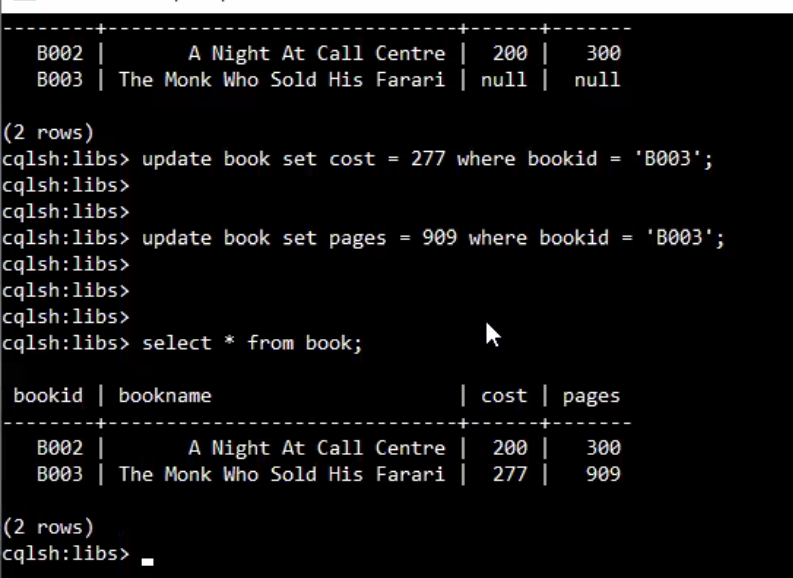 --------+------------------------------+------+-------
B002 | A Night At Call Centre | 200 | 300
B003 | The Monk Who Sold His Farari | null | null
(2 rows)
cqlsh:libs> update book set cost = 277 where bookid = 'B003';
cqlsh:libs>
cqlsh:libs>
cqlsh:libs> update book set pages = 909 where bookid = 'B003';
cqlsh:libs>
cqlsh:libs>
cqlsh:libs>
cqlsh:libs> select * from book;
bookid | bookname | cost | pages
--------+------------------------------+------+-------
B002 | A Night At Call Centre | 200 | 300
B003 | The Monk Who Sold His Farari | 277 | 909
(2 rows)
cqlsh:libs>